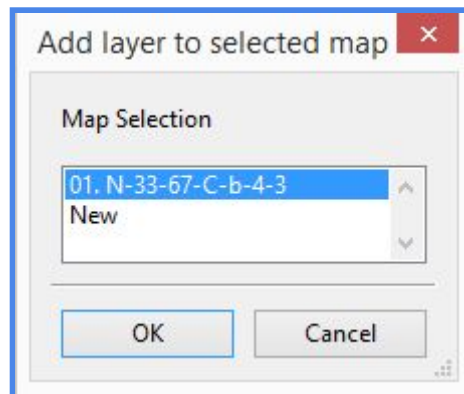 Add layer to selected map
Map Selection
01. N-33-67-C-b-4-3
New
OK
Cancel